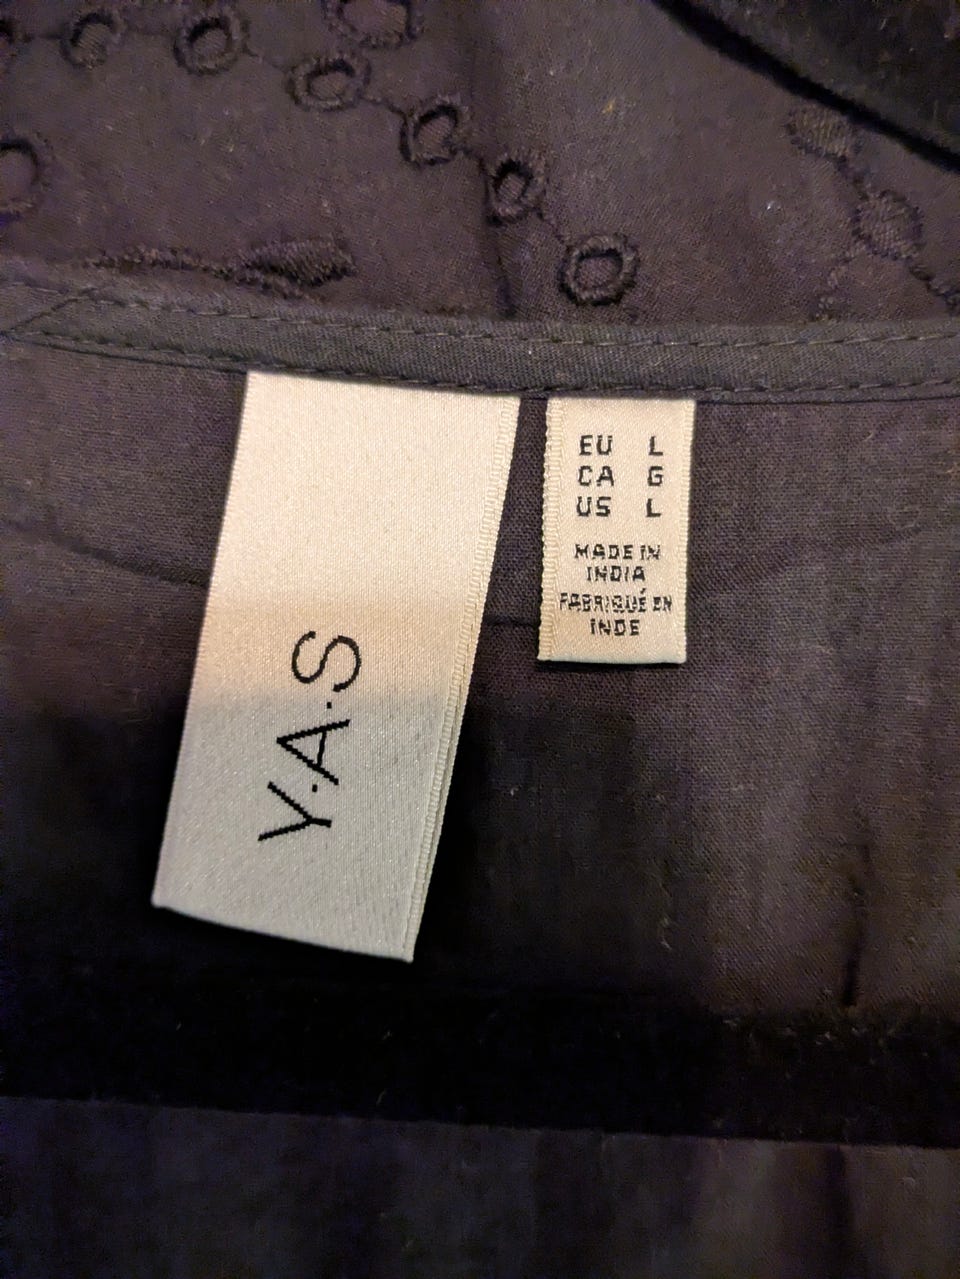 Y·A·S
EU L
CA G
US L
MADE IN
INDIA
FABRIQUÉ EN
INDE